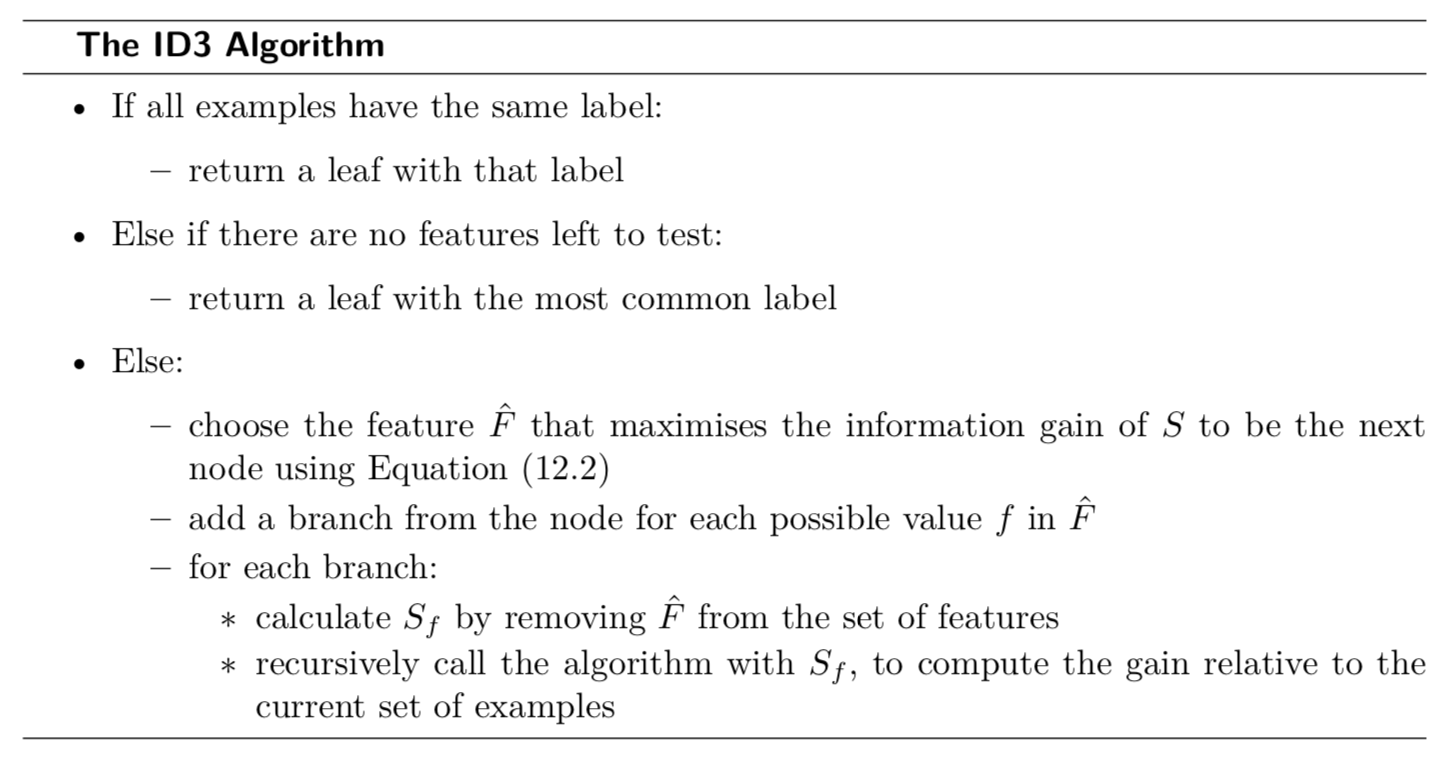 The ID3 Algorithm
• If all examples have the same label:
– return a leaf with that label
• Else if there are no features left to test:
– return a leaf with the most common label
• Else:
– choose the feature F̂ that maximises the information gain of S to be the next
node using Equation (12.2)
– add a branch from the node for each possible value f in F̂
– for each branch:
∗ calculate S_f by removing F̂ from the set of features
∗ recursively call the algorithm with S_f, to compute the gain relative to the
current set of examples